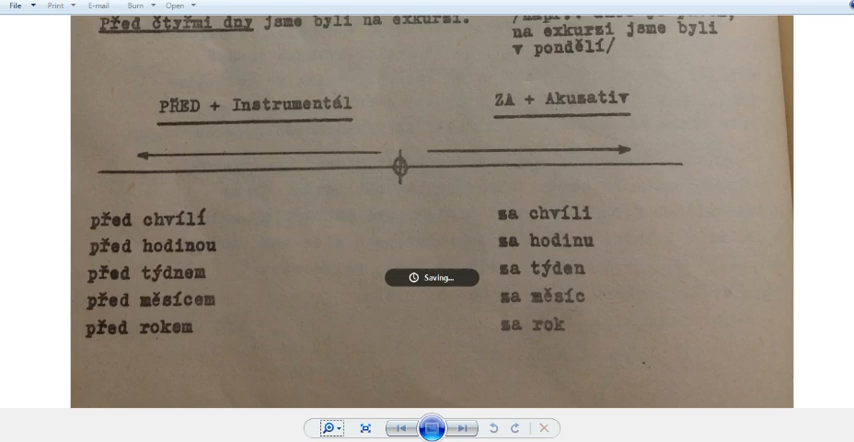 File Print E-mail Burn Open
Před čtyřmi dny jsme byli na exkurzi.
na exkurzi jsme byli
v pondělí/
PŘED + Instrumentál
ZA + Akuzativ
před chvílí
za chvíli
před hodinou
za hodinu
před týdnem
za týden
před měsícem
za měsíc
před rokem
za rok
Saving...